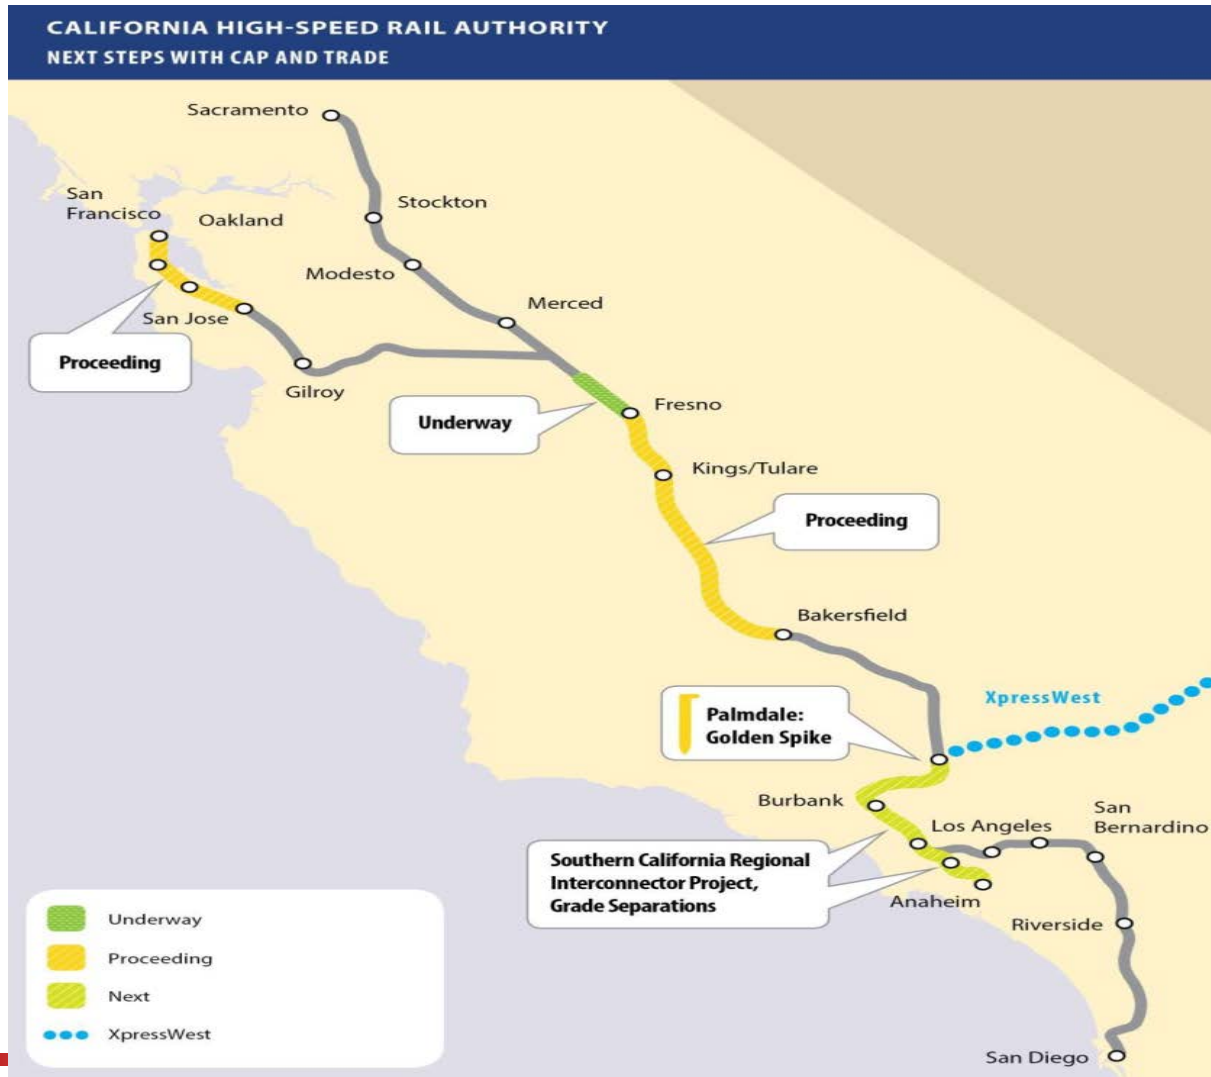 CALIFORNIA HIGH-SPEED RAIL AUTHORITY
NEXT STEPS WITH CAP AND TRADE
Sacramento
San
Francisco
Oakland
Stockton
Modesto
Merced
San Jose
Proceeding
Gilroy
Underway
Fresno
Kings/Tulare
Proceeding
Bakersfield
XpressWest
Palmdale:
Golden Spike
Burbank
Los Angeles
San
Bernardino
Southern California Regional
Interconnector Project,
Grade Separations
Anaheim
Riverside
San Diego
Underway
Proceeding
Next
XpressWest